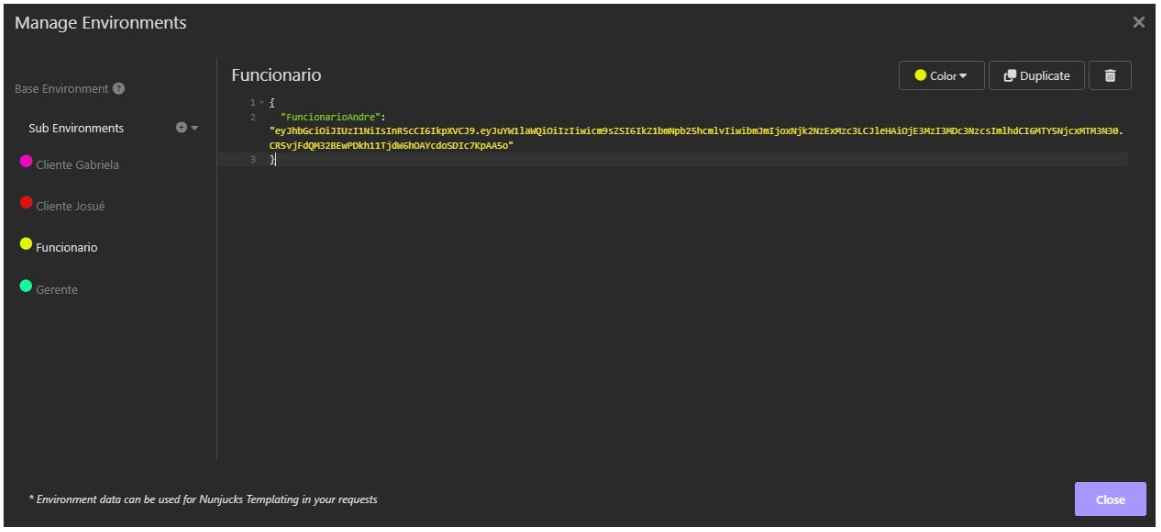 Manage Environments
Base Environment
Sub Environments
Cliente Gabriela
Cliente Josué
Funcionario
Gerente
Funcionario
Color
Duplicate
1 {
2 "FuncionarioAndre":
"eyJhbGciOiJIUzI1NiIsInR5cCI6IkpXVCJ9.eyJuYW1laWQiOiIzIiwicm9sZSI6IkZ1bmNpb25hcmlvIiwibmJmIjoxNjk2NzExMzc3LCJleHAiOjE3MzI3MDc3NzcsImlhdCI6MTY5NjcxMTM3N30.
CR5vjFdQM32BEwPDkh11TjdW6hOAYcdoSDIc7KpAA5o"
3 }
* Environment data can be used for Nunjucks Templating in your requests
Close